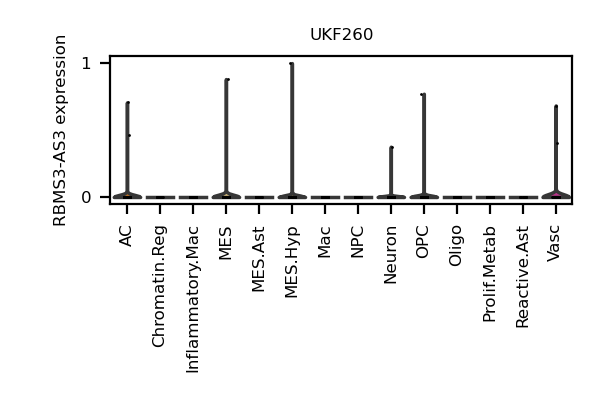 UKF260
RBMS3-AS3 expression
1
0
AC
Chromatin.Reg
Inflammatory.Mac
MES
MES.Ast
MES.Hyp
Mac
NPC
Neuron
OPC
Oligo
Prolif.Metab
Reactive.Ast
Vasc